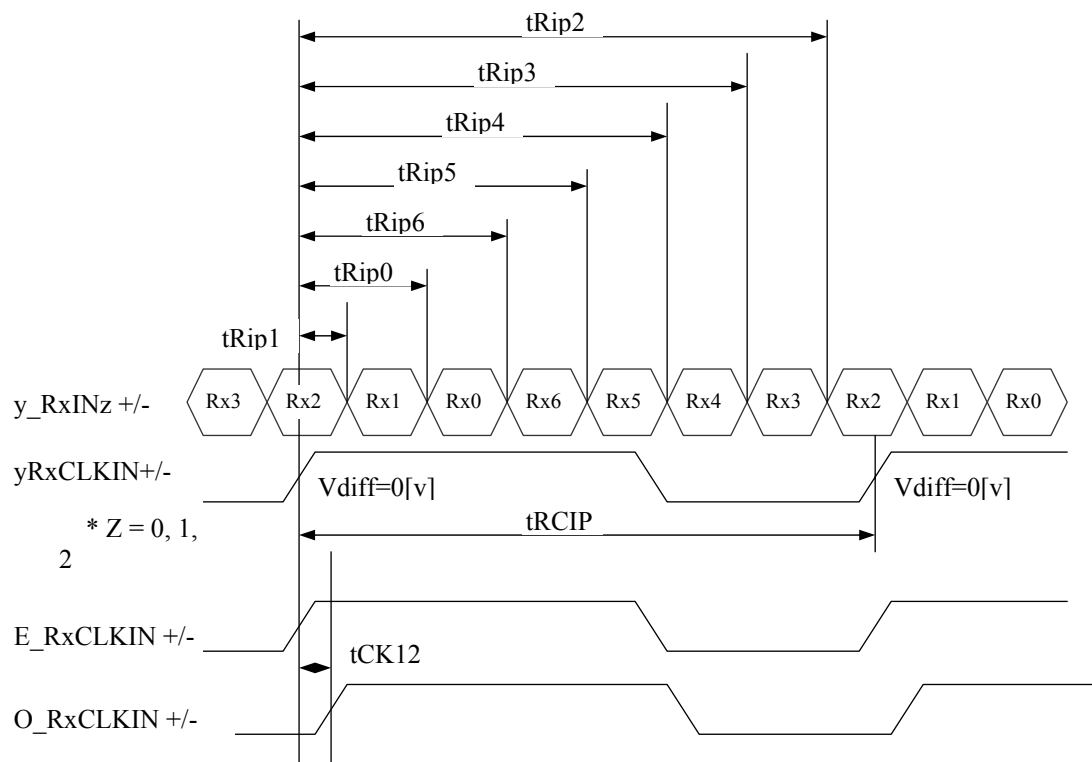 tRip2
tRip3
tRip4
tRip5
tRip6
tRip0
tRip1
y_RxINz +/-
Rx3 Rx2 Rx1 Rx0 Rx6 Rx5 Rx4 Rx3 Rx2 Rx1 Rx0
yRxCLKIN+/-
Vdiff=0[v] Vdiff=0[v]
* Z = 0, 1,
2
tRCIP
E_RxCLKIN +/-
tCK12
O_RxCLKIN +/-